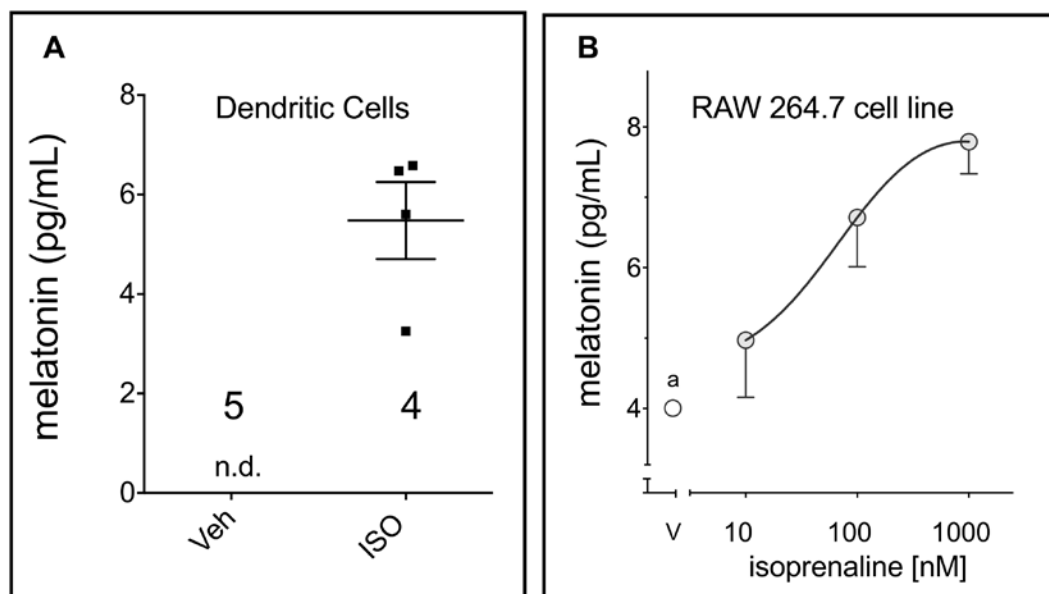 A
Dendritic Cells
melatonin (pg/mL)
8
6
4
2
0
5
4
n.d.
Veh
ISO
B
RAW 264.7 cell line
melatonin (pg/mL)
8
6
4
a
V
10
100
1000
isoprenaline [nM]